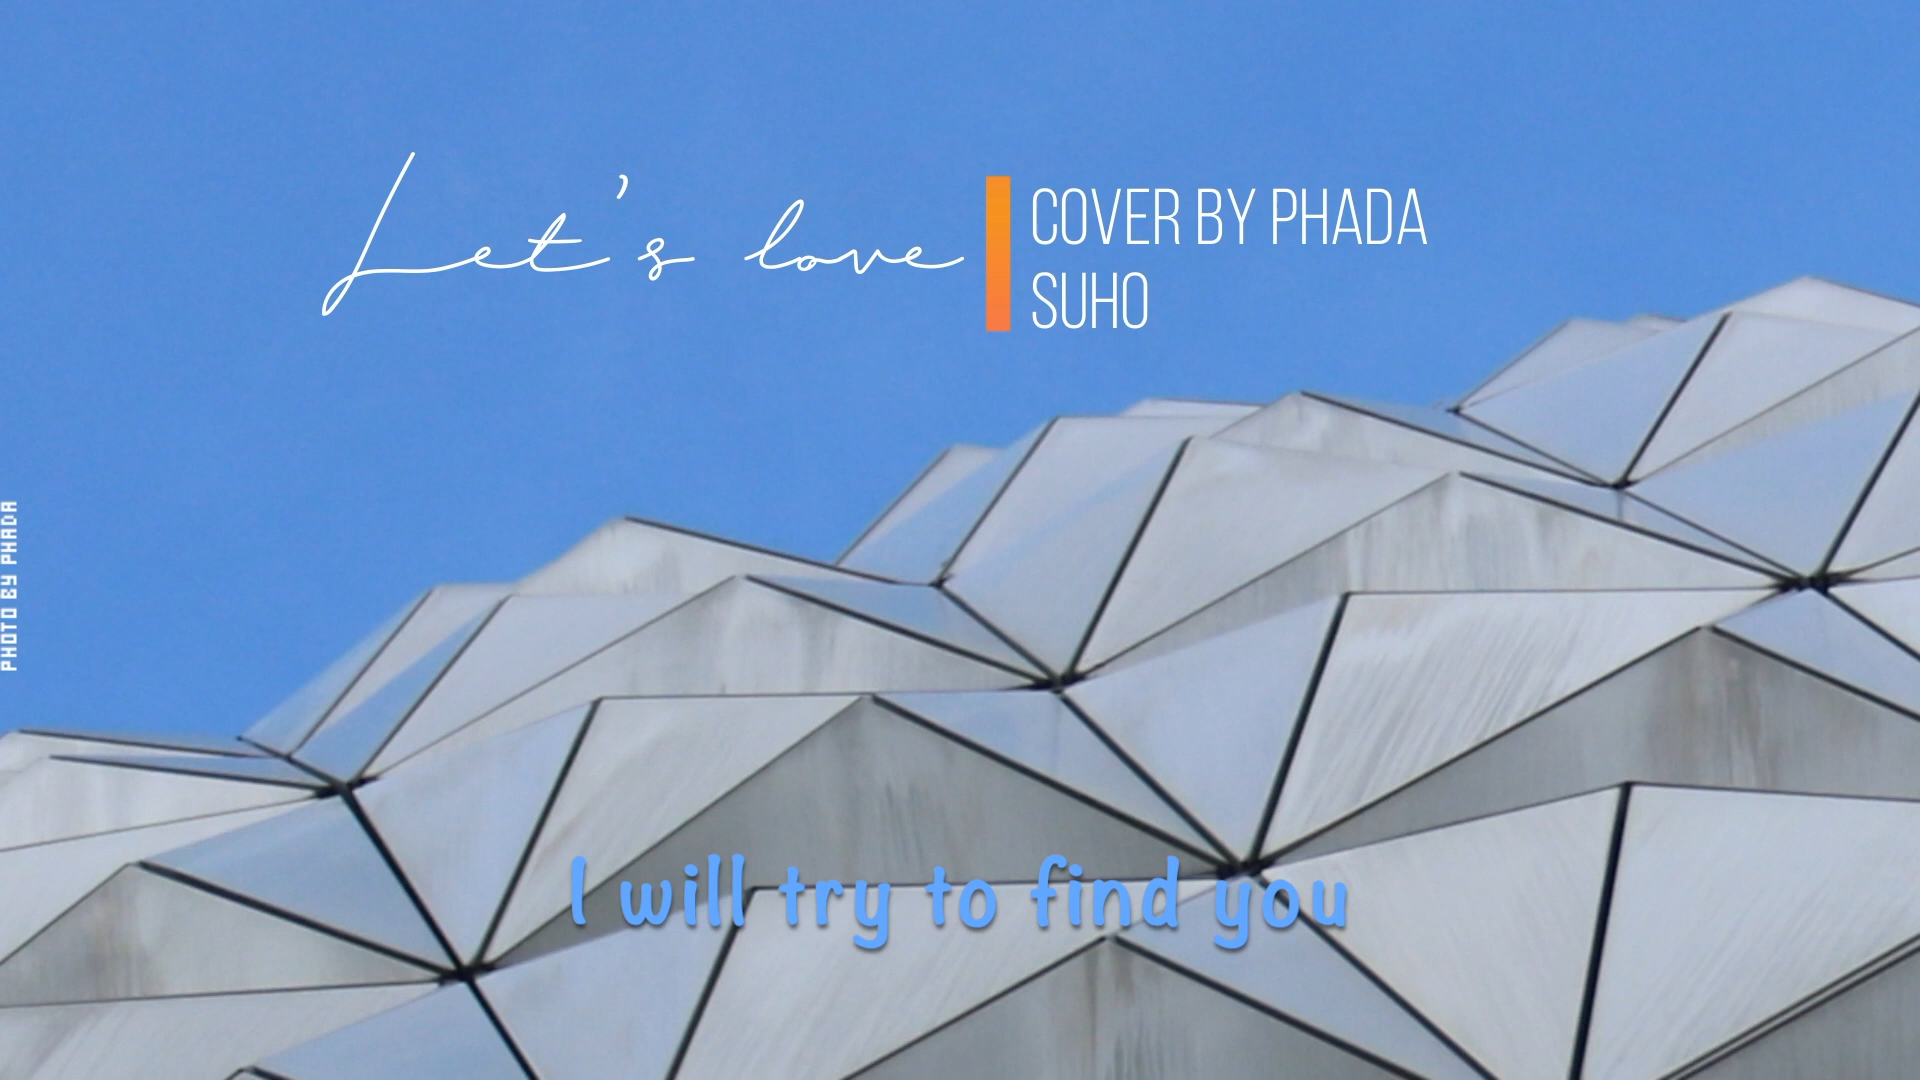 Let's love
COVER BY PHADA
SUHO
PHOTO BY PHADA
I will try to find you